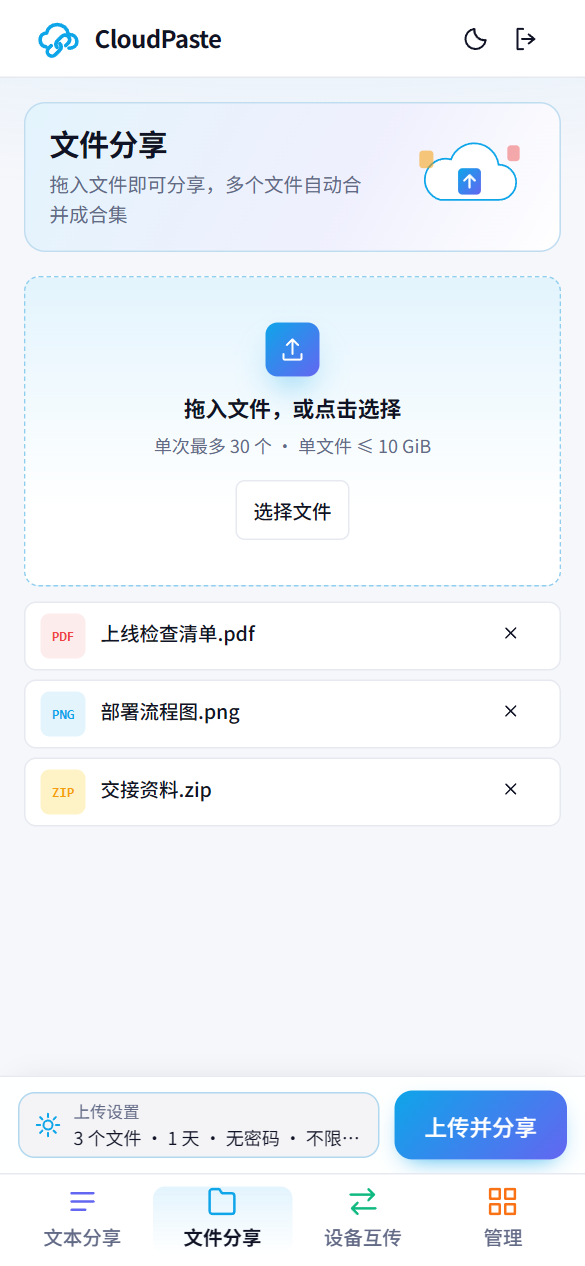 CloudPaste
文件分享
拖入文件即可分享，多个文件自动合
并成合集
拖入文件，或点击选择
单次最多 30 个 · 单文件 ≤ 10 GiB
选择文件
PDF
上线检查清单.pdf
PNG
部署流程图.png
ZIP
交接资料.zip
上传设置
3 个文件 · 1 天 · 无密码 · 不限…
上传并分享
文本分享
文件分享
设备互传
管理